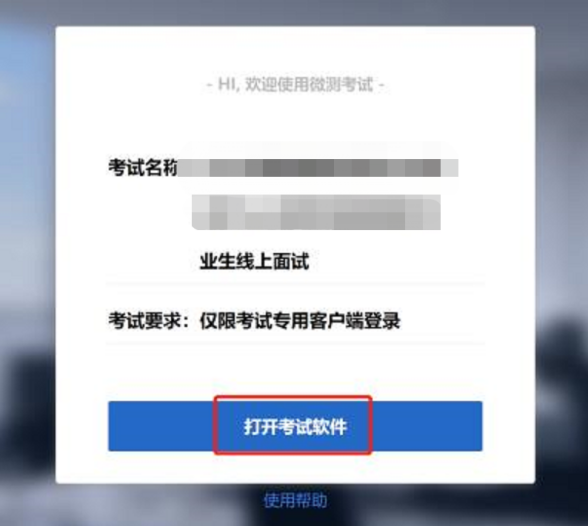 - HI, 欢迎使用微测考试 -
考试名称
业生线上面试
考试要求：仅限考试专用客户端登录
打开考试软件
使用帮助